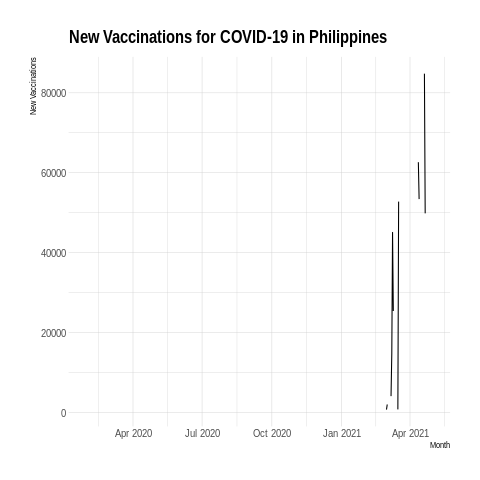 New Vaccinations for COVID-19 in Philippines
New Vaccinations
80000
60000
40000
20000
0
Apr 2020 Jul 2020 Oct 2020 Jan 2021 Apr 2021
Month